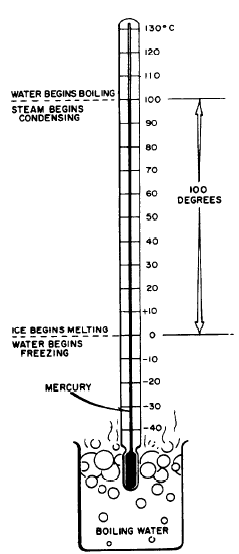 130°C
120
110
WATER BEGINS BOILING
100
STEAM BEGINS
CONDENSING
90
80
70
100
DEGREES
60
50
40
30
20
+10
ICE BEGINS MELTING
0
WATER BEGINS
FREEZING
-10
-20
MERCURY
-30
-40
BOILING WATER